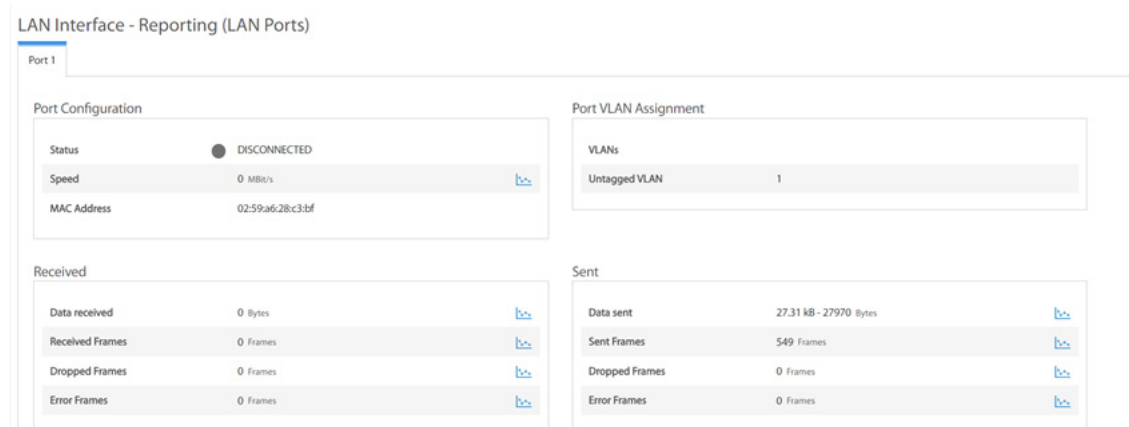 LAN Interface - Reporting (LAN Ports)
Port 1
Port Configuration
Status DISCONNECTED
Speed 0 MBit/s
MAC Address 02:59:a6:28:c3:bf
Port VLAN Assignment
VLANs
Untagged VLAN 1
Received
Data received 0 Bytes
Received Frames 0 Frames
Dropped Frames 0 Frames
Error Frames 0 Frames
Sent
Data sent 27.31 kB - 27970 Bytes
Sent Frames 549 Frames
Dropped Frames 0 Frames
Error Frames 0 Frames